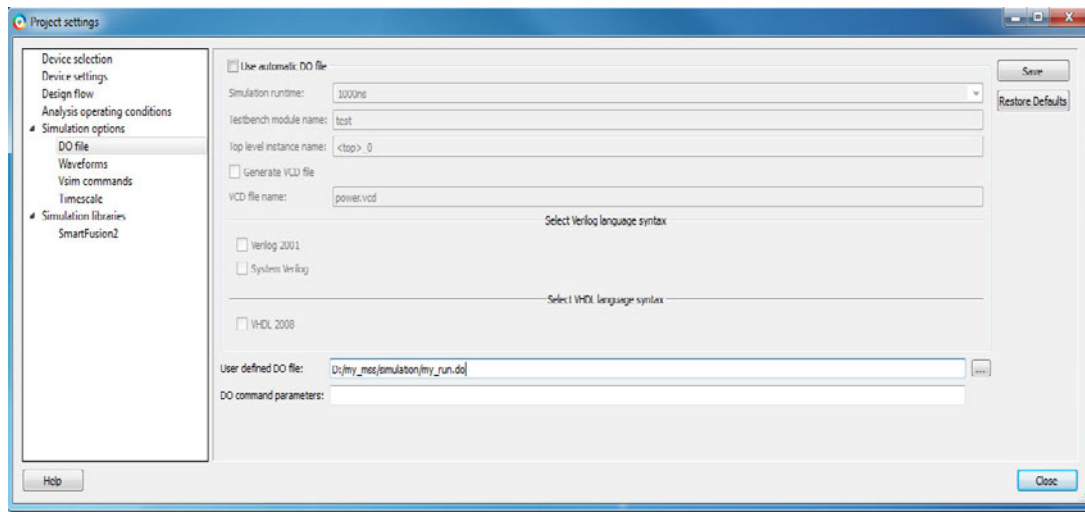 Project settings
Device selection
Device settings
Design flow
Analysis operating conditions
Simulation options
DO file
Waveforms
Vsim commands
Timescale
Simulation libraries
SmartFusion2
Use automatic DO file
Simulation runtime: 1000ns
Testbench module name: test
Top level instance name: <top>_0
Generate VCD file
VCD file name: power.vcd
Select Verilog language syntax
Verilog 2001
System Verilog
Select VHDL language syntax
VHDL 2008
User defined DO file: D:/my_mss/simulation/my_run.do
...
DO command parameters:
Save
Restore Defaults
Help
Close